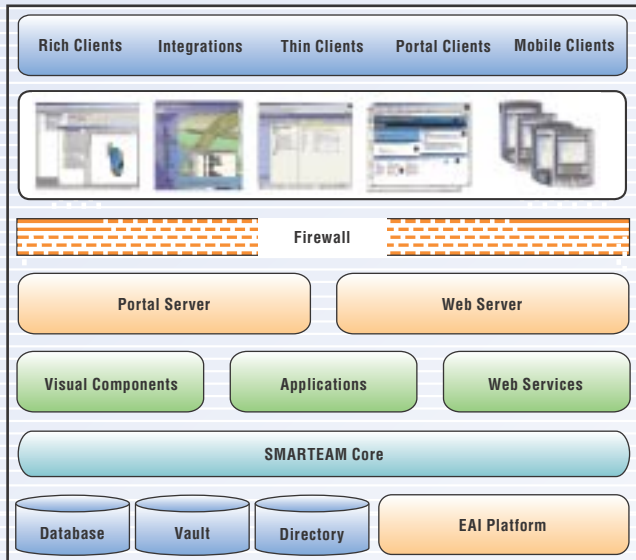 Rich Clients Integrations Thin Clients Portal Clients Mobile Clients
Firewall
Portal Server Web Server
Visual Components Applications Web Services
SMARTEAM Core
Database Vault Directory EAI Platform